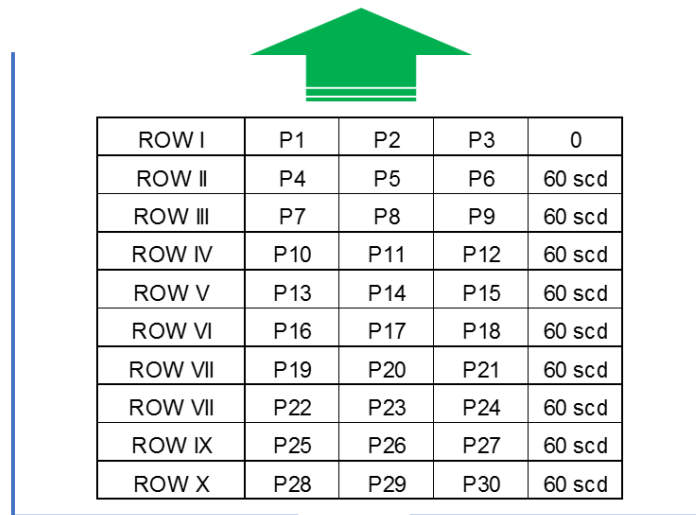 ROW I P1 P2 P3 0
ROW II P4 P5 P6 60 scd
ROW III P7 P8 P9 60 scd
ROW IV P10 P11 P12 60 scd
ROW V P13 P14 P15 60 scd
ROW VI P16 P17 P18 60 scd
ROW VII P19 P20 P21 60 scd
ROW VII P22 P23 P24 60 scd
ROW IX P25 P26 P27 60 scd
ROW X P28 P29 P30 60 scd